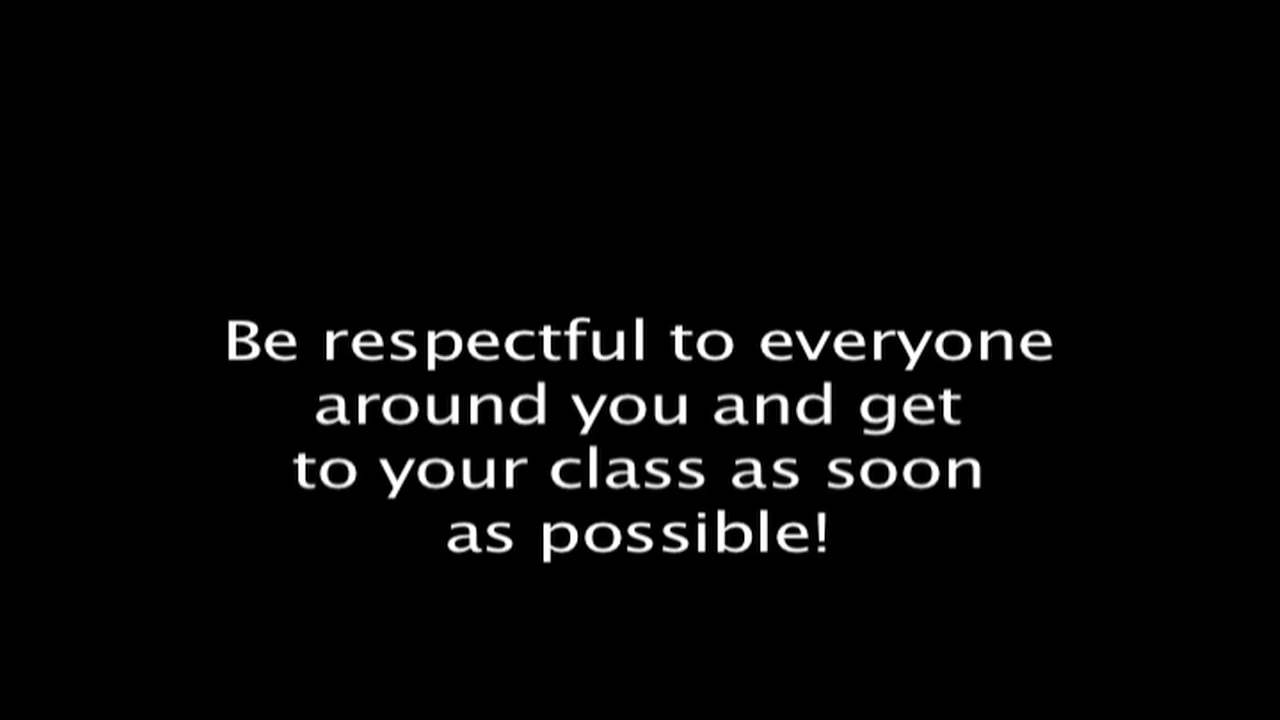 Be respectful to everyone
around you and get
to your class as soon
as possible!